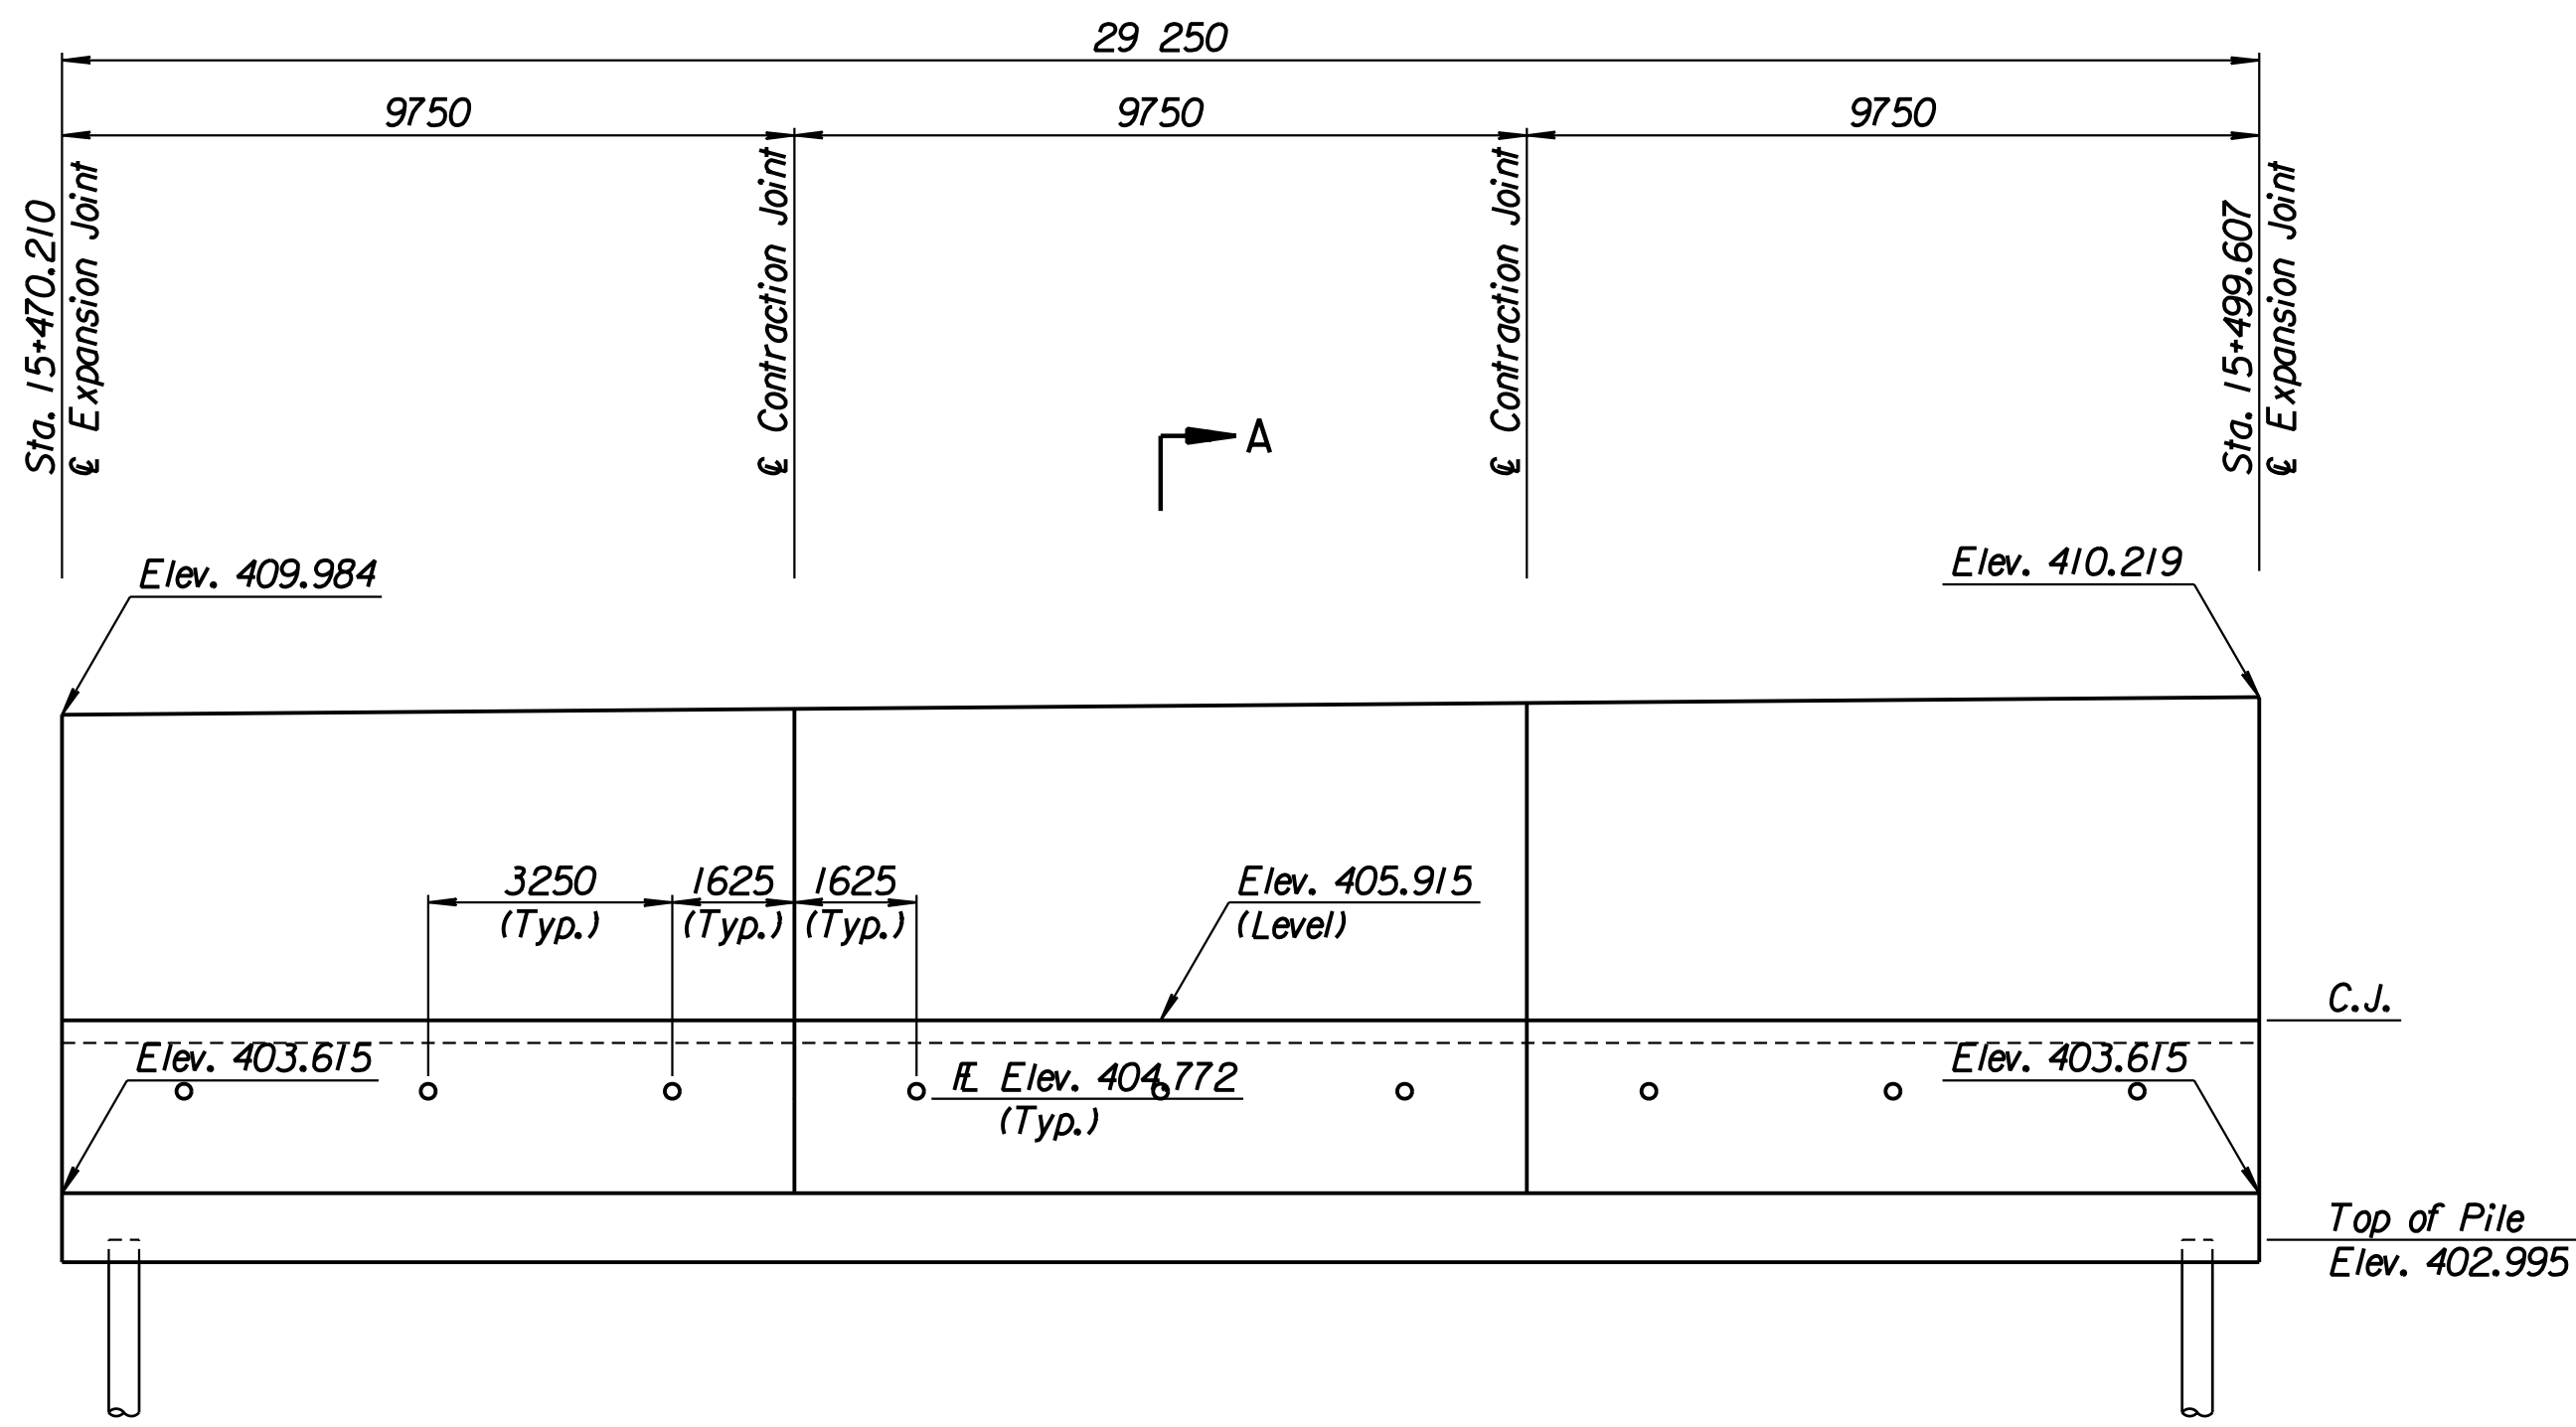 29 250
9750
9750
9750
Sta. 15+470.210
℄ Expansion Joint
℄ Contraction Joint
℄ Contraction Joint
Sta. 15+499.607
℄ Expansion Joint
A
Elev. 409.984
Elev. 410.219
3250
(Typ.)
1625
(Typ.)
1625
(Typ.)
Elev. 405.915
(Level)
C.J.
Elev. 403.615
Elev. 404.772
(Typ.)
Elev. 403.615
Top of Pile
Elev. 402.995